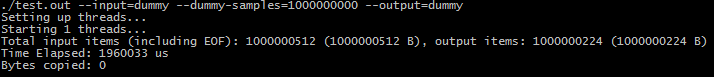 ./test.out --input=dummy --dummy-samples=1000000000 --output=dummy
Setting up threads...
Starting 1 threads...
Total input items (including EOF): 1000000512 (1000000512 B), output items: 1000000224 (1000000224 B)
Time Elapsed: 1960033 us
Bytes copied: 0